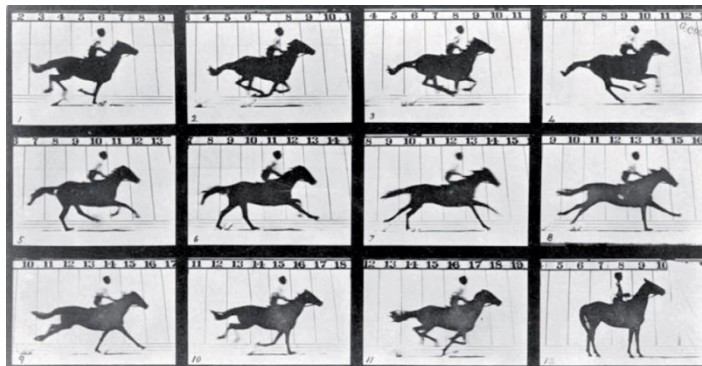 2 3 4 5 6 7 8 9
4 5 6 7 8 9 10
4 5 6 7 8 9 10 11
6 7 8 9 10 11 12
1
2
3
4
6 7 8 9 10 11 12 13
7 8 9 10 11 12 13 14
8 9 10 11 12 13 14 15
9 10 11 12 13 14 15 16
5
6
7
8
10 11 12 13 14 15 16 17
11 12 13 14 15 16 17 18
12 13 14 15 16 17 18 19
6 7 8 9 10
9
10
11
12